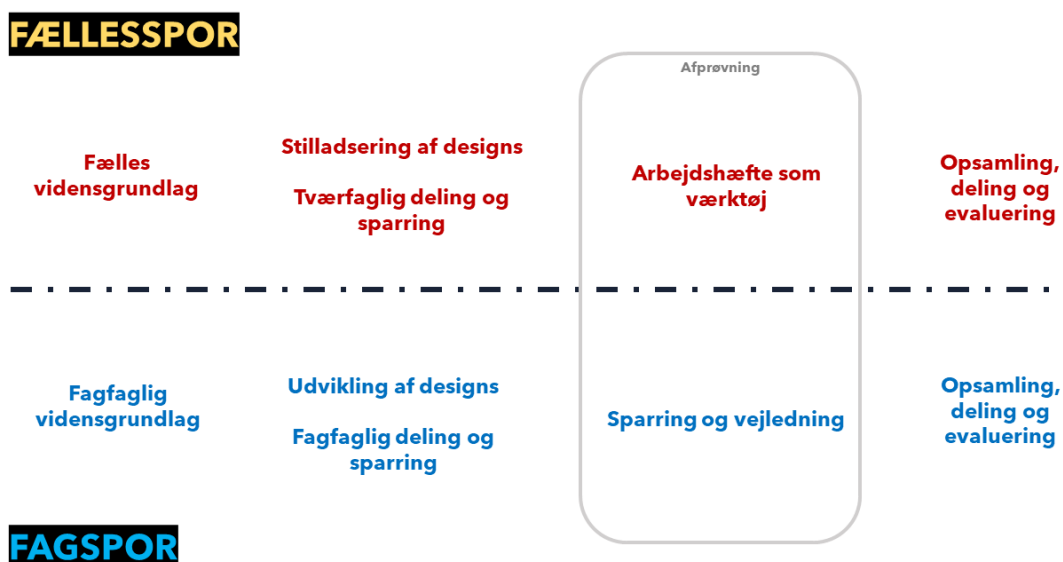 FÆLLESSPOR
Afprøvning
Fælles
vidensgrundlag
Stilladsering af designs
Tværfaglig deling og
sparring
Arbejdshæfte som
værktøj
Opsamling,
deling og
evaluering
Fagfaglig
vidensgrundlag
Udvikling af designs
Fagfaglig deling og
sparring
Sparring og vejledning
Opsamling,
deling og
evaluering
FAGSPOR